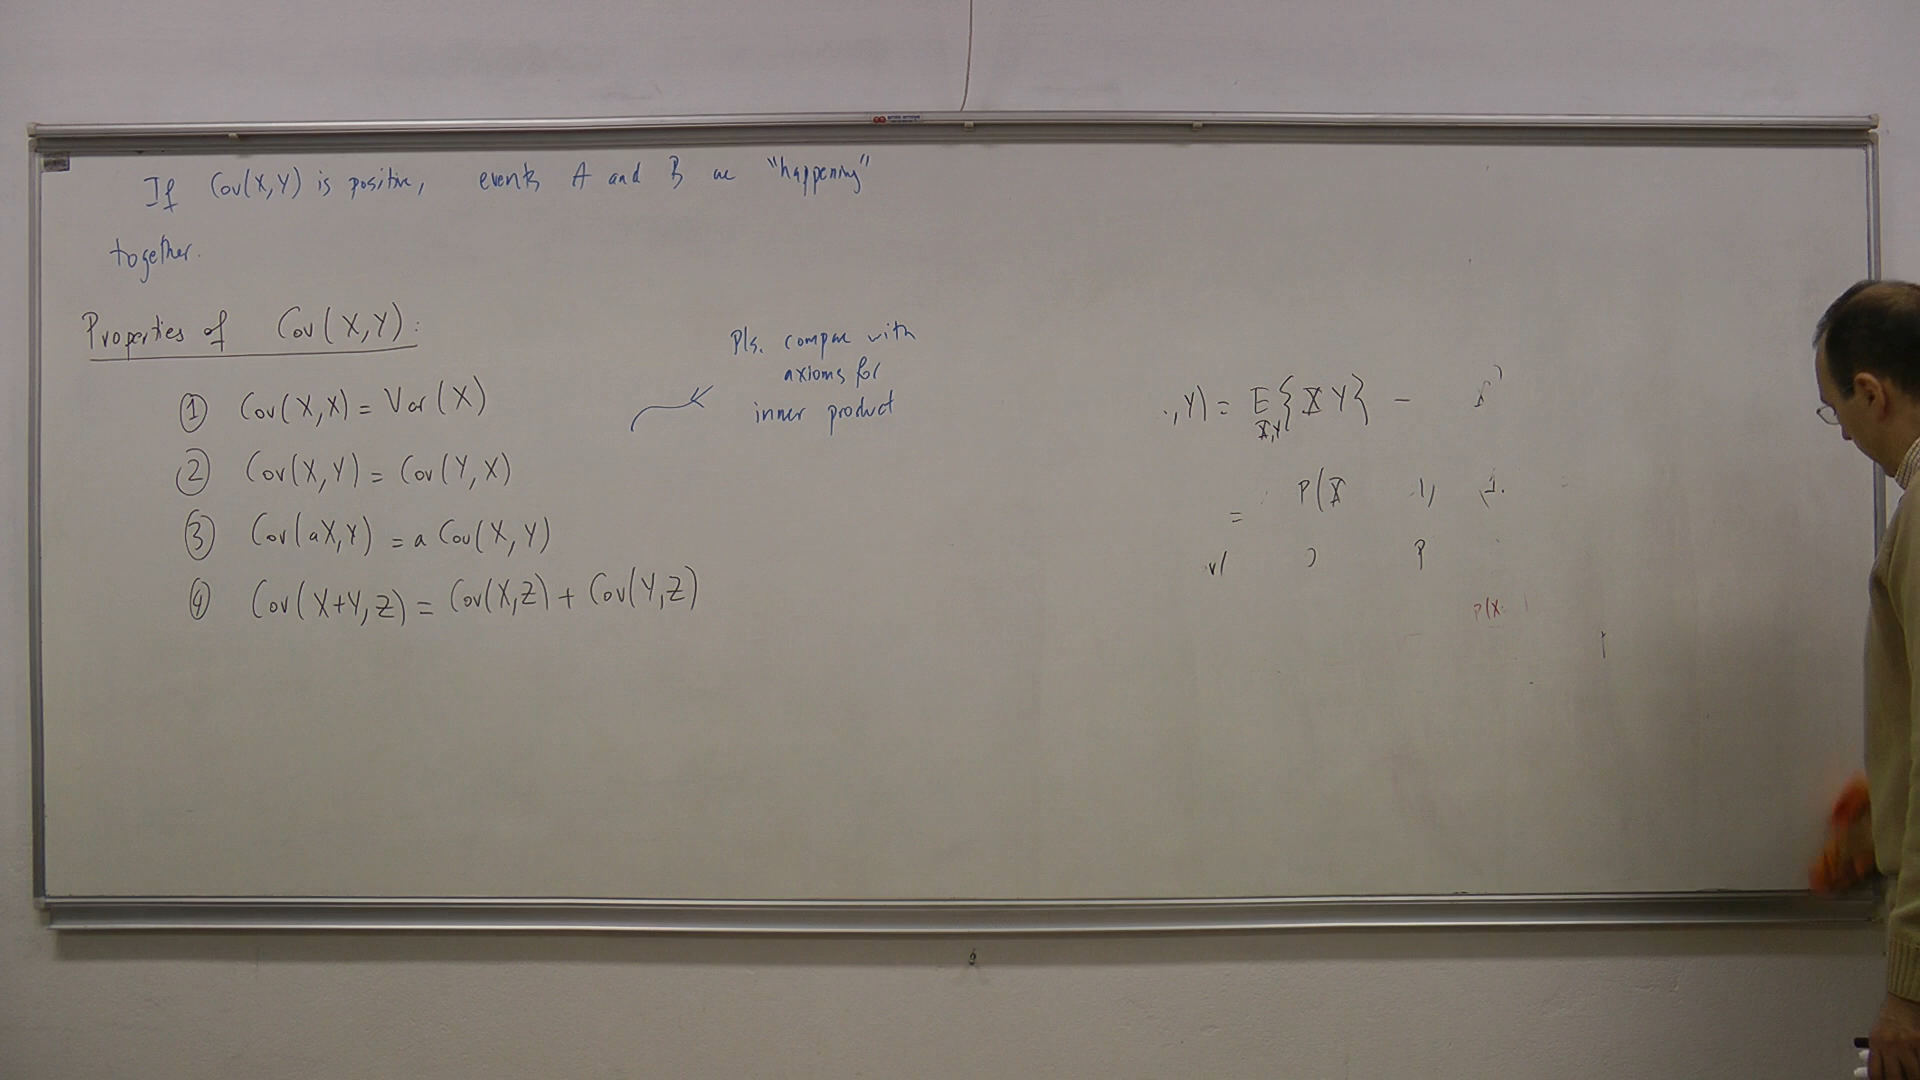 If Cov(X,Y) is positive, events A and B are "happening"
together.
Properties of Cov(X,Y):
① Cov(X,X) = Var(X)
② Cov(X,Y) = Cov(Y,X)
③ Cov(aX,Y) = a Cov(X,Y)
④ Cov(X+Y,Z) = Cov(X,Z) + Cov(Y,Z)
Pls. compare with
axioms for
inner product
,Y) = E{XY} -
X,Y
= P(X
P
P(X